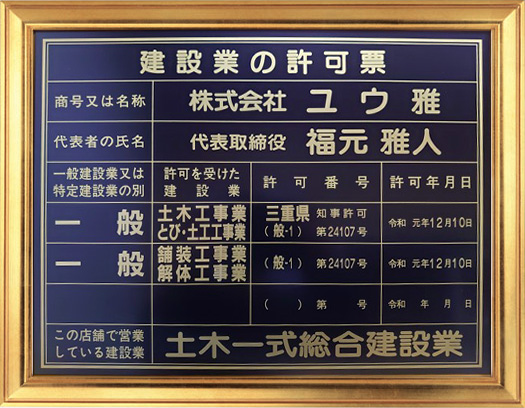 建設業の許可票
商号又は名称 株式会社 ユウ雅
代表者の氏名 代表取締役 福元 雅人
一般建設業又は
特定建設業の別
許可を受けた
建設業
許可番号
許可年月日
一般
土木工事業
とび・土工工事業
三重県 知事許可
(般-1) 第24107号
令和 元年12月10日
一般
舗装工事業
解体工事業
(般-1) 第24107号
令和 元年12月10日
( ) 第 号
令和 年 月 日
この店舗で営業
している建設業
土木一式総合建設業